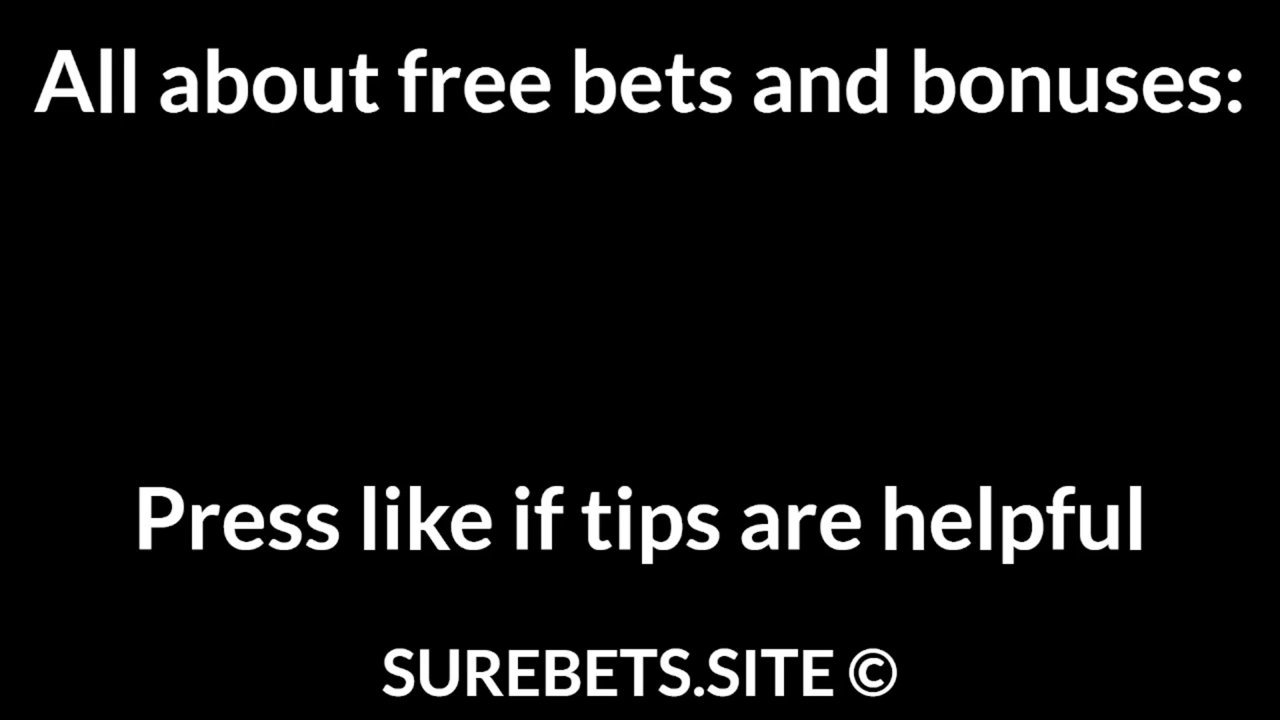 All about free bets and bonuses:
Press like if tips are helpful
SUREBETS.SITE ©